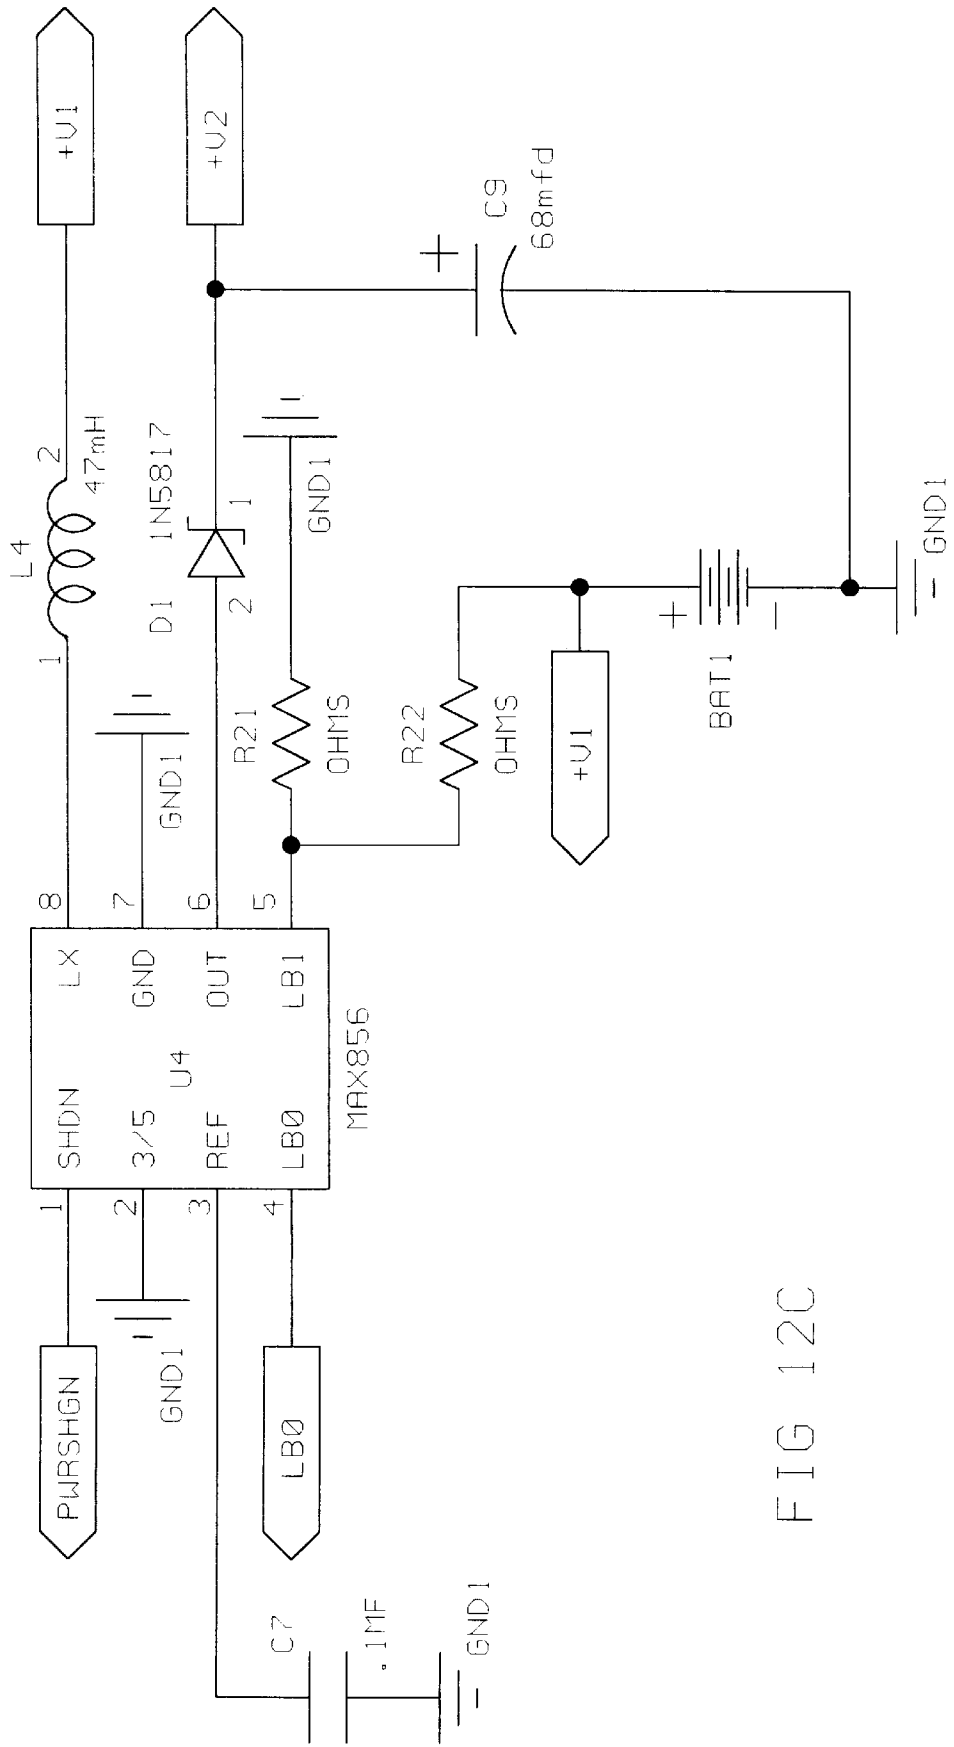 +V1
+V2
L4
1
2
47mH
D1
1N5817
2
1
C9
+
68mfd
GND1
GND1
R21
OHMS
R22
OHMS
+V1
+
BAT1
-
GND1
8
7
6
5
LX
GND
OUT
LB1
U4
MAX856
SHDN
3/5
REF
LB0
1
2
3
4
PWRSHGN
GND1
LB0
C7
.1MF
GND1
FIG 12C